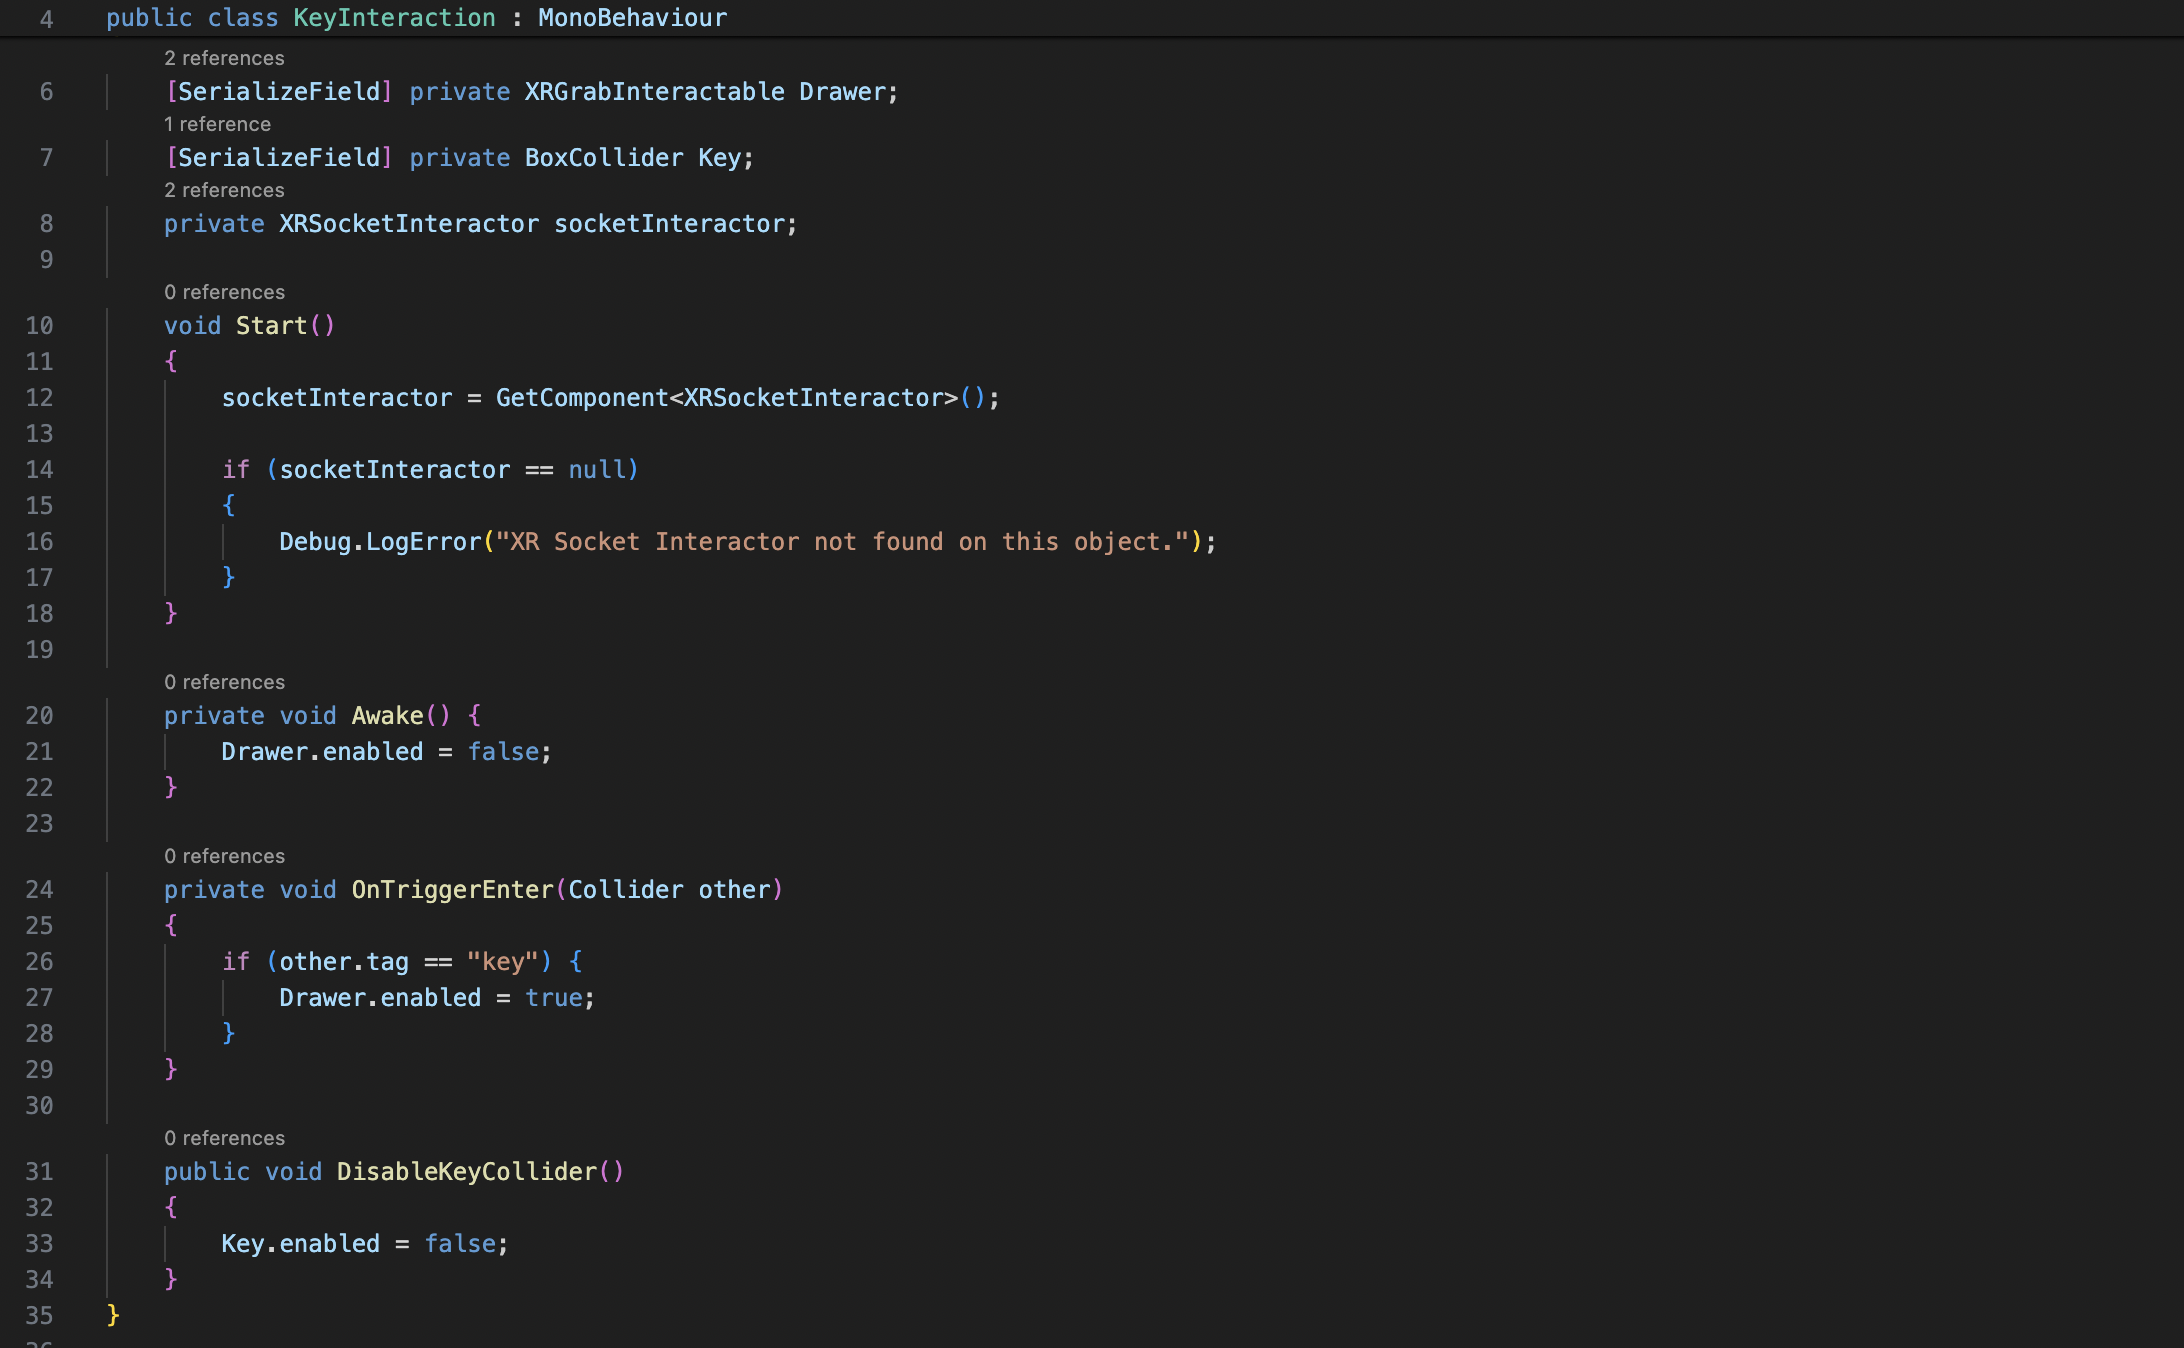 4 public class KeyInteraction : MonoBehaviour
2 references
6 [SerializeField] private XRGrabInteractable Drawer;
1 reference
7 [SerializeField] private BoxCollider Key;
2 references
8 private XRSocketInteractor socketInteractor;
9
0 references
10 void Start()
11 {
12 socketInteractor = GetComponent<XRSocketInteractor>();
13
14 if (socketInteractor == null)
15 {
16 Debug.LogError("XR Socket Interactor not found on this object.");
17 }
18 }
19
0 references
20 private void Awake() {
21 Drawer.enabled = false;
22 }
23
0 references
24 private void OnTriggerEnter(Collider other)
25 {
26 if (other.tag == "key") {
27 Drawer.enabled = true;
28 }
29 }
30
0 references
31 public void DisableKeyCollider()
32 {
33 Key.enabled = false;
34 }
35 }